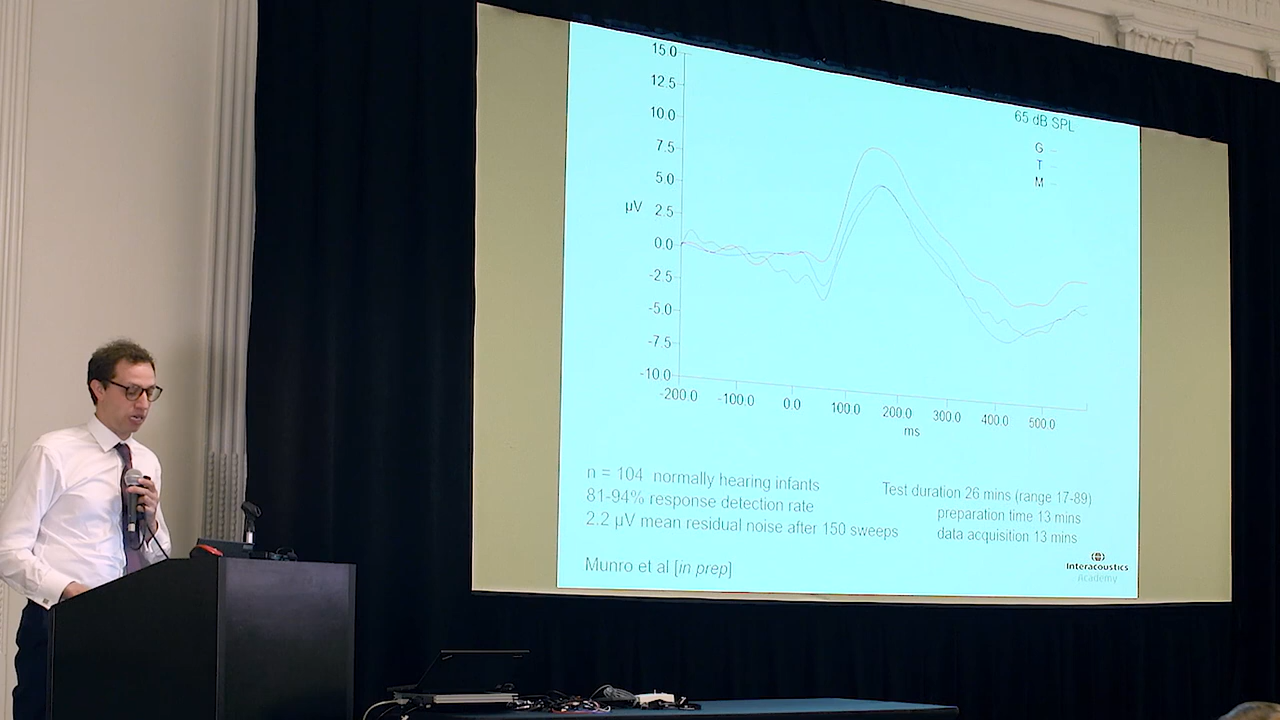 15.0
12.5
10.0
7.5
5.0
µV
2.5
0.0
-2.5
-5.0
-7.5
-10.0
-200.0 -100.0 0.0 100.0 200.0 300.0 400.0 500.0
ms
65 dB SPL
G
T
M
n = 104 normally hearing infants
81-94% response detection rate
2.2 µV mean residual noise after 150 sweeps
Munro et al [in prep]
Test duration 26 mins (range 17-89)
preparation time 13 mins
data acquisition 13 mins
Interacoustics
Academy